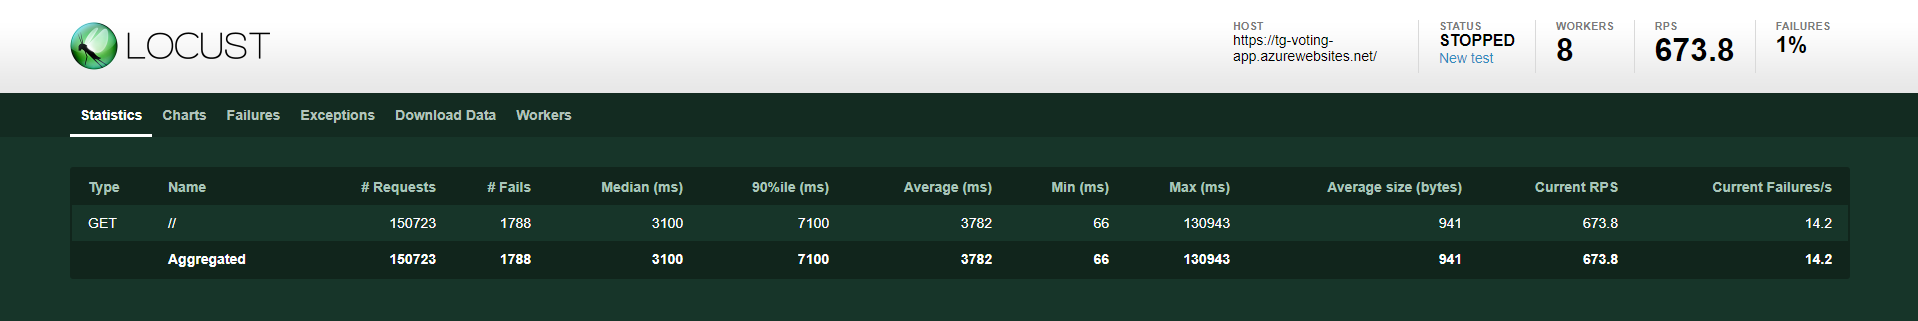 LOCUST
HOST
https://tg-voting-
app.azurewebsites.net/
STATUS
STOPPED
New test
WORKERS
8
RPS
673.8
FAILURES
1%
Statistics Charts Failures Exceptions Download Data Workers
Type Name # Requests # Fails Median (ms) 90%ile (ms) Average (ms) Min (ms) Max (ms) Average size (bytes) Current RPS Current Failures/s
GET // 150723 1788 3100 7100 3782 66 130943 941 673.8 14.2
Aggregated 150723 1788 3100 7100 3782 66 130943 941 673.8 14.2